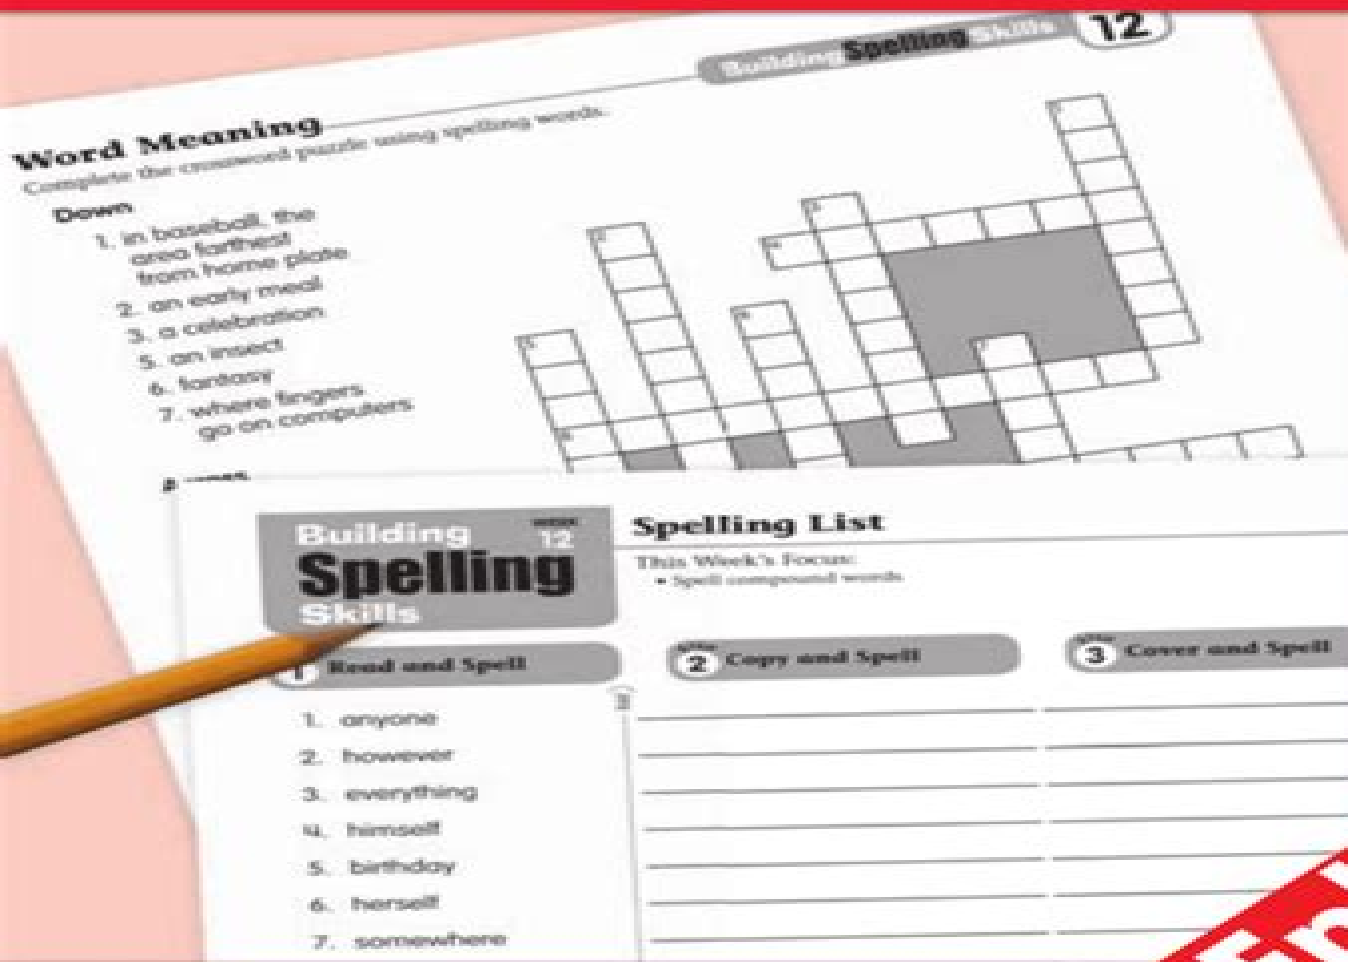 Building Spelling Skills 12
Word Meaning
Complete the crossword puzzle using spelling words.
Down
1. in baseball, the
area farthest
from home plate
2. an early meal
3. a celebration
5. an insect
6. fantasy
7. where fingers
go on computers
Building
WEEK
12
Spelling
Skills
Spelling List
This Week's Focus:
• Spell compound words
1 Read and Spell
2 Copy and Spell
3 Cover and Spell
1. anyone
2. however
3. everything
4. himself
5. birthday
6. herself
7. somewhere